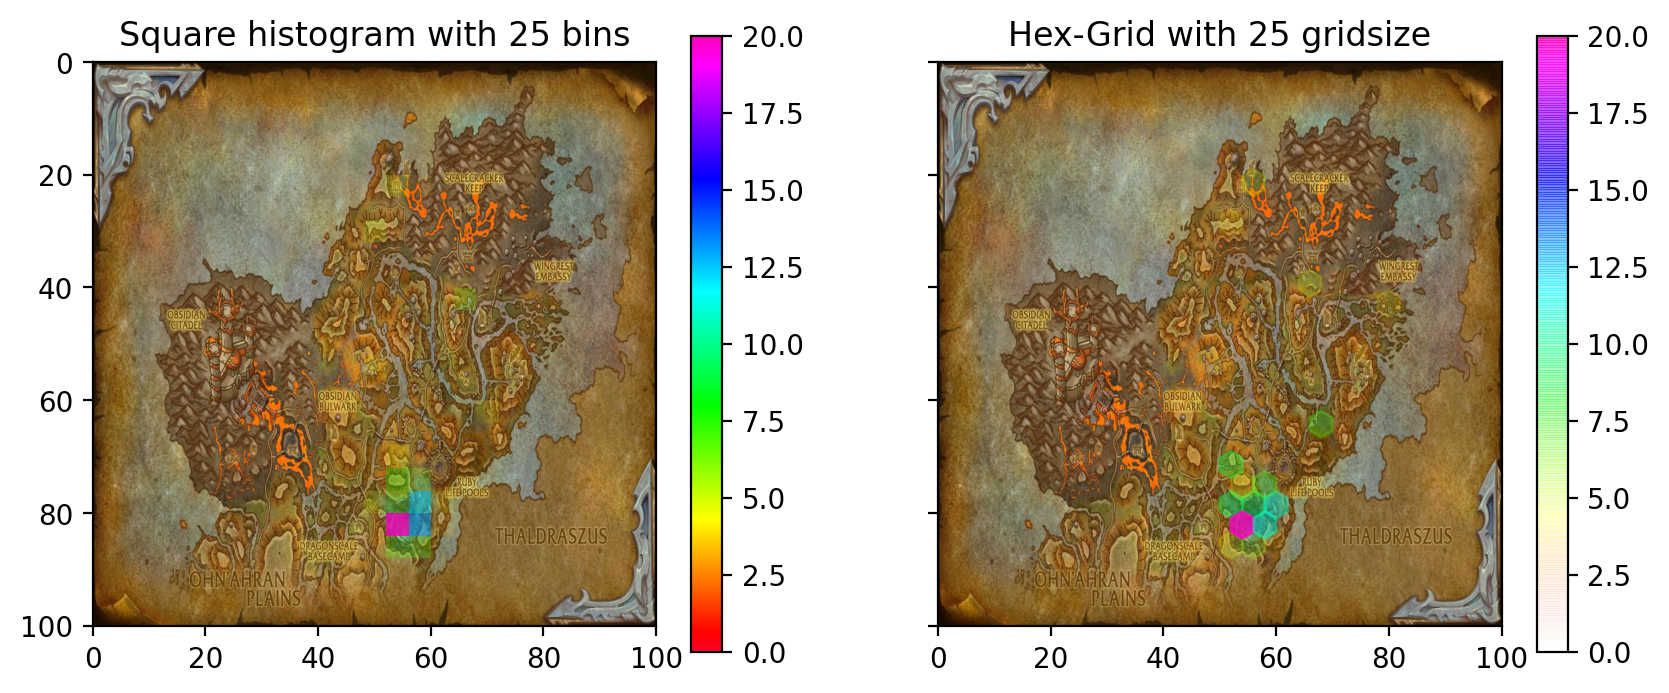 Square histogram with 25 bins
0
20
40
60
80
100
0
20
40
60
80
100
SCALECRACKER
KEEP
WINGREST
EMBASSY
OBSIDIAN
CITADEL
OBSIDIAN
BULWARK
RUBY
LIFE POOLS
DRAGONSCALE
BASECAMP
THALDRASZUS
OHN'AHRAN
PLAINS
20.0
17.5
15.0
12.5
10.0
7.5
5.0
2.5
0.0
Hex-Grid with 25 gridsize
0
20
40
60
80
100
SCALECRACKER
KEEP
WINGREST
EMBASSY
OBSIDIAN
CITADEL
OBSIDIAN
BULWARK
RUBY
LIFE POOLS
DRAGONSCALE
BASECAMP
THALDRASZUS
OHN'AHRAN
PLAINS
20.0
17.5
15.0
12.5
10.0
7.5
5.0
2.5
0.0